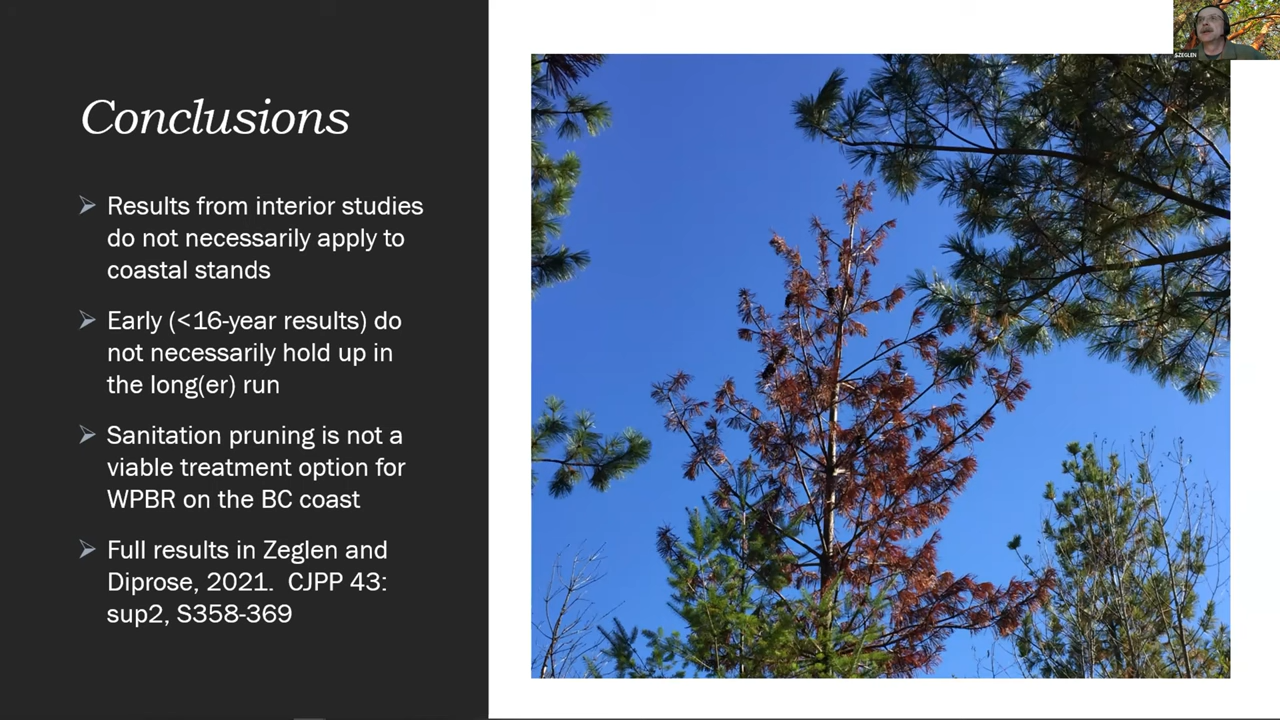 SZEGLEN
Conclusions
➢ Results from interior studies
do not necessarily apply to
coastal stands
➢ Early (<16-year results) do
not necessarily hold up in
the long(er) run
➢ Sanitation pruning is not a
viable treatment option for
WPBR on the BC coast
➢ Full results in Zeglen and
Diprose, 2021. CJPP 43:
sup2, S358-369